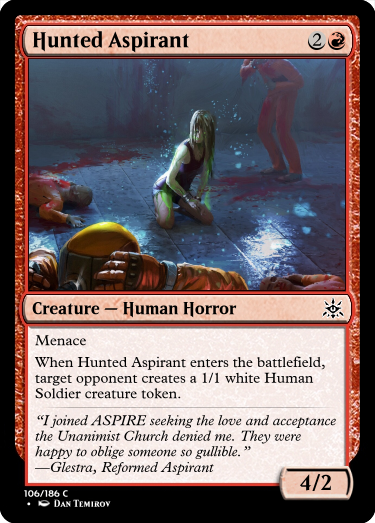 Hunted Aspirant 2
Creature — Human Horror
Menace
When Hunted Aspirant enters the battlefield,
target opponent creates a 1/1 white Human
Soldier creature token.
“I joined ASPIRE seeking the love and acceptance
the Unanimist Church denied me. They were
happy to oblige someone so gullible.”
—Glestra, Reformed Aspirant
4/2
106/186 C
• DAN TEMIROV